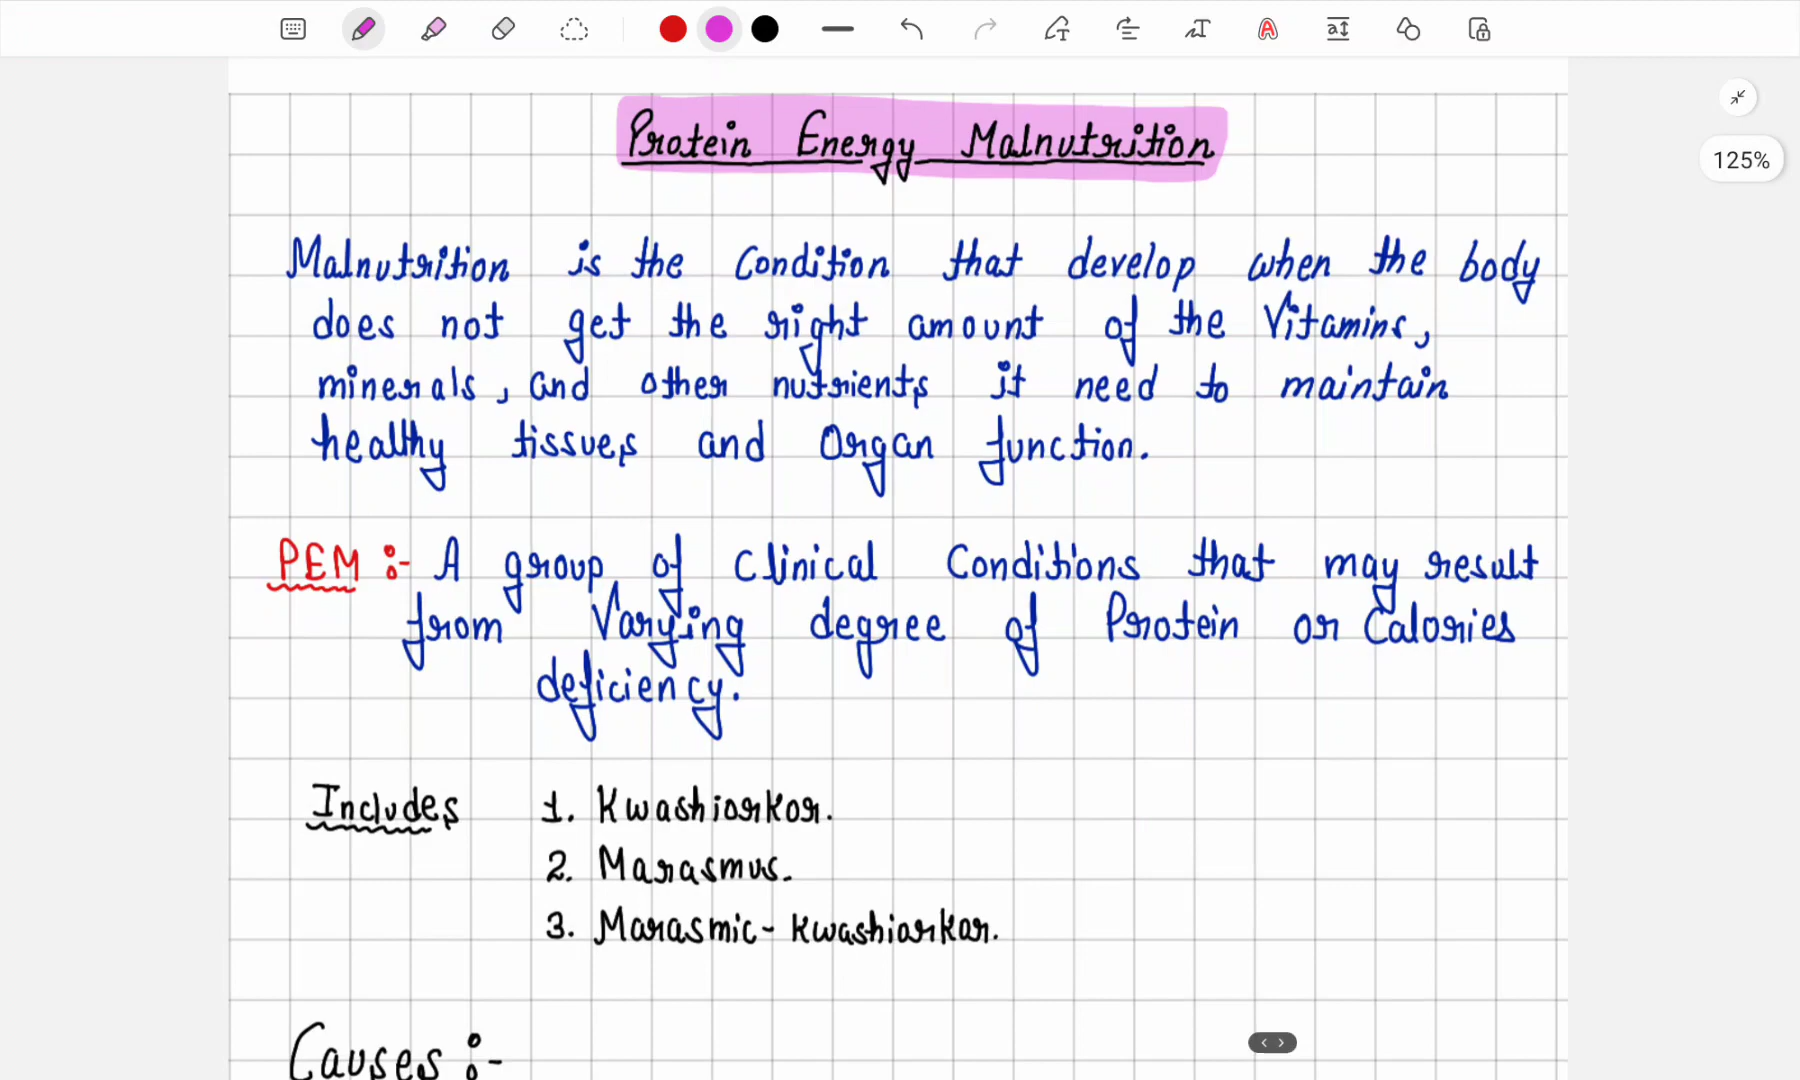 125%
Protein Energy Malnutrition
Malnutrition is the Condition that develop when the body
does not get the right amount of the Vitamins,
minerals, and other nutrients it need to maintain
healthy tissues and Organ function.
PEM :- A group of Clinical Conditions that may result
from Varying degree of Protein or Calories
deficiency.
Includes 1. Kwashiorkor.
2. Marasmus.
3. Marasmic- Kwashiorkor.
Causes :-